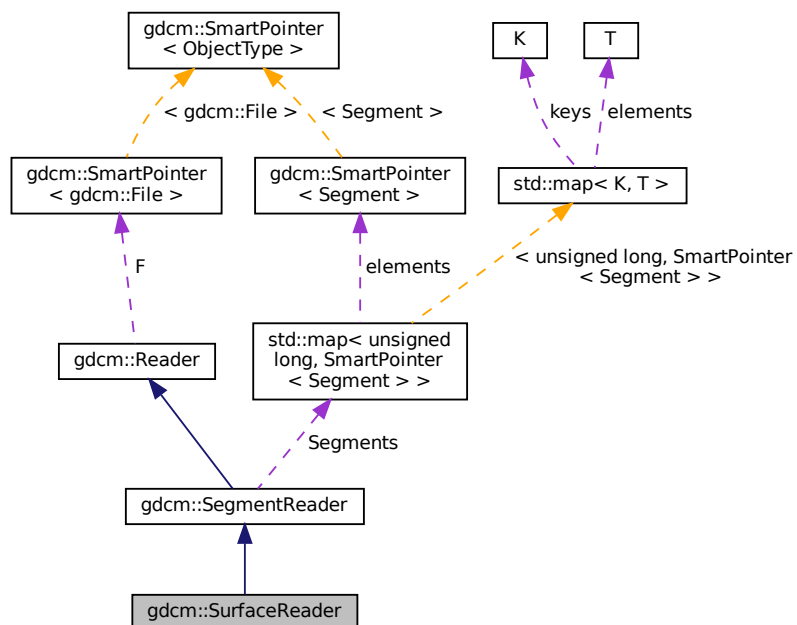 gdcm::SmartPointer
< ObjectType >
K
T
< gdcm::File >
< Segment >
keys
elements
gdcm::SmartPointer
< gdcm::File >
gdcm::SmartPointer
< Segment >
std::map< K, T >
F
elements
< unsigned long, SmartPointer
< Segment > >
gdcm::Reader
std::map< unsigned
long, SmartPointer
< Segment > >
Segments
gdcm::SegmentReader
gdcm::SurfaceReader